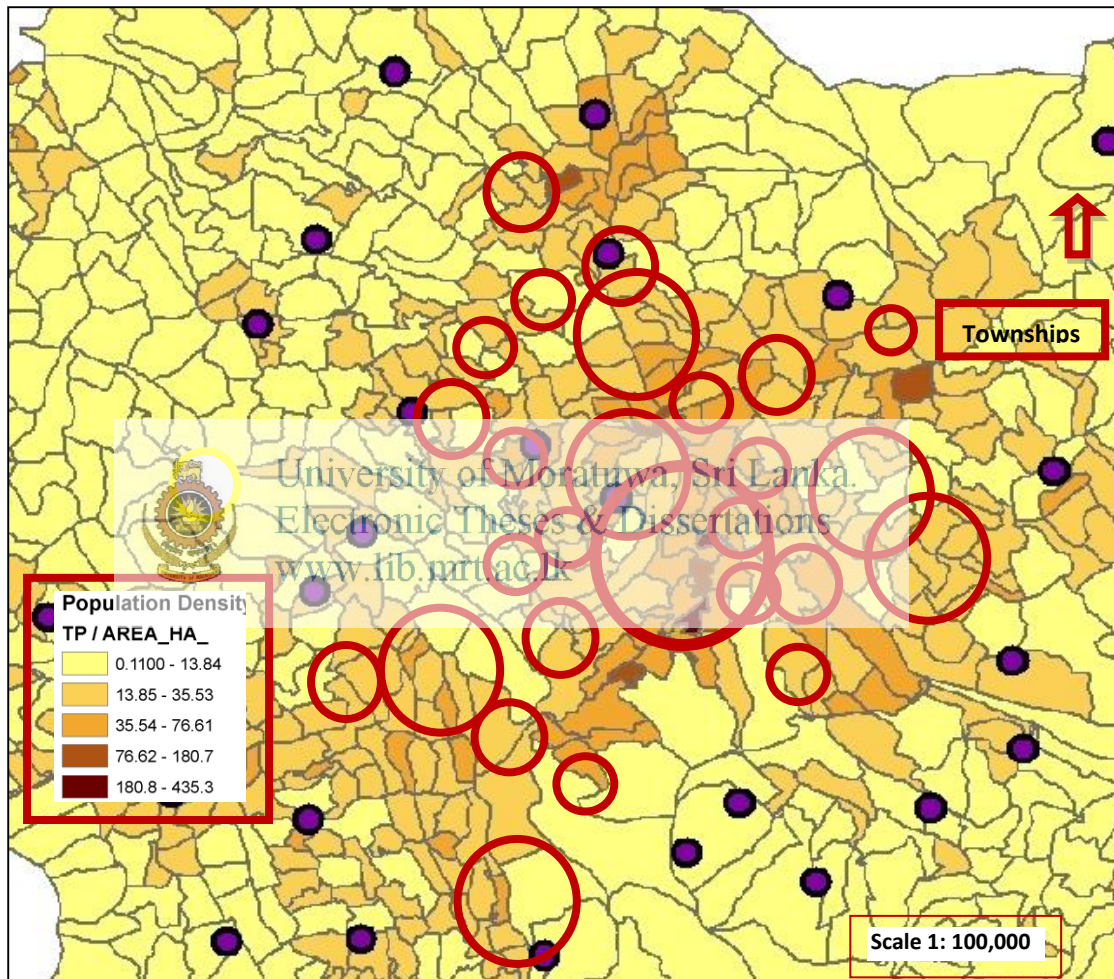 Townships
University of Moratuwa, Sri Lanka.
Electronic Theses & Dissertations
www.lib.mrt.ac.lk
Population Density
TP / AREA_HA_
0.1100 - 13.84
13.85 - 35.53
35.54 - 76.61
76.62 - 180.7
180.8 - 435.3
Scale 1: 100,000